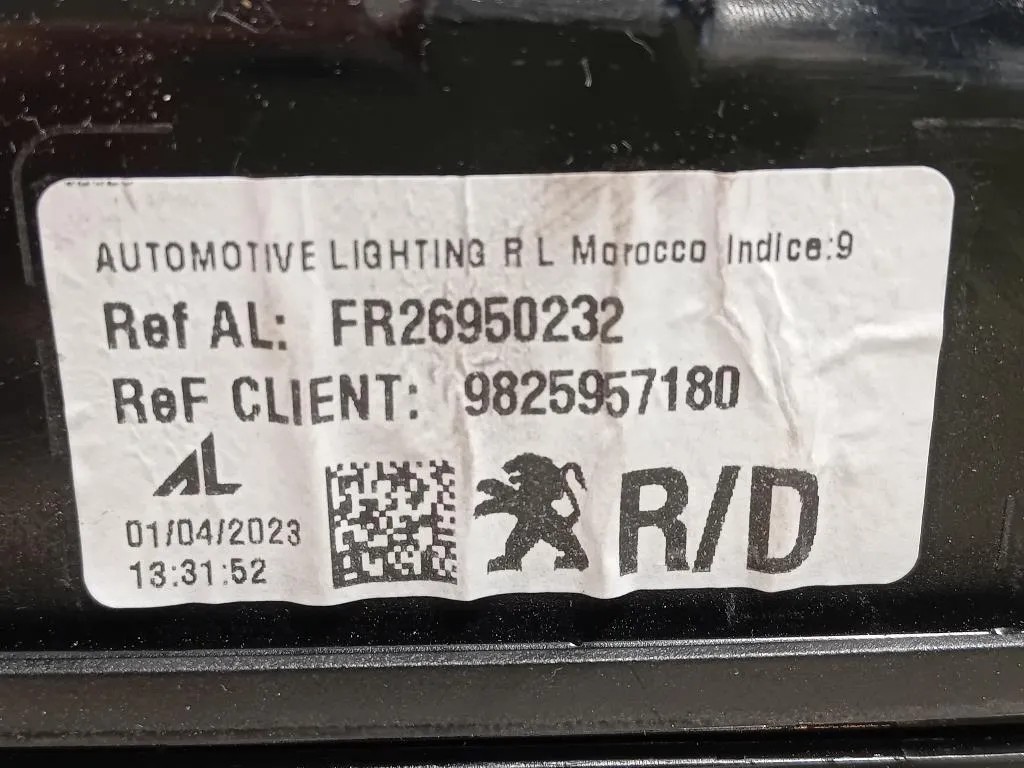 AUTOMOTIVE LIGHTING R L Morocco Indice:9
Ref AL: FR26950232
ReF CLIENT: 9825957180
AL
01/04/2023
13:31:52
R/D